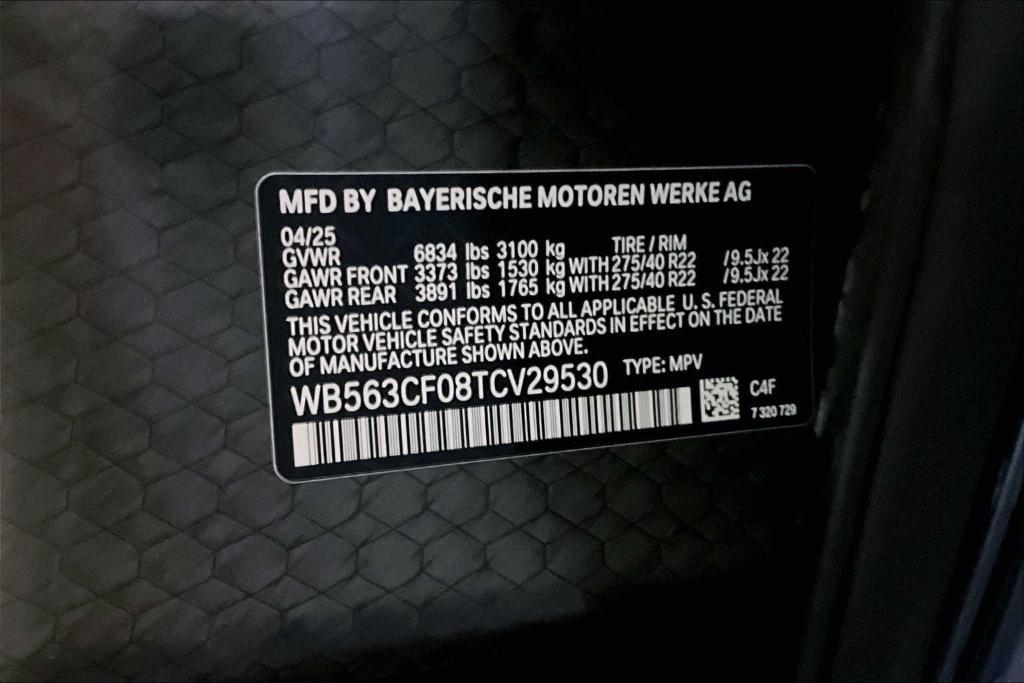 MFD BY BAYERISCHE MOTOREN WERKE AG
04/25 TIRE / RIM
GVWR 6834 lbs 3100 kg
GAWR FRONT 3373 lbs 1530 kg WITH 275/40 R22 /9.5Jx 22
GAWR REAR 3891 lbs 1765 kg WITH 275/40 R22 /9.5Jx 22
THIS VEHICLE CONFORMS TO ALL APPLICABLE U. S. FEDERAL
MOTOR VEHICLE SAFETY STANDARDS IN EFFECT ON THE DATE
OF MANUFACTURE SHOWN ABOVE.
WB563CF08TCV29530 TYPE: MPV
C4F
7 320 729